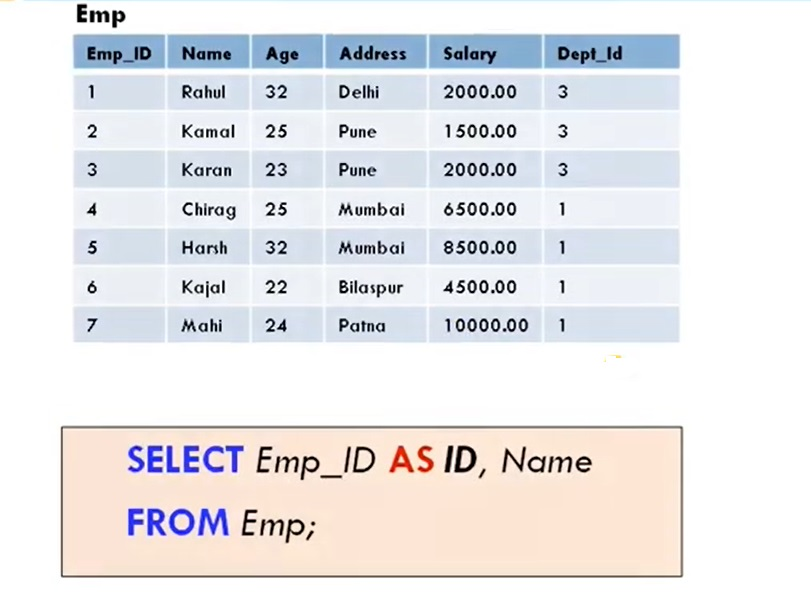 Emp
Emp_ID Name Age Address Salary Dept_Id
1 Rahul 32 Delhi 2000.00 3
2 Kamal 25 Pune 1500.00 3
3 Karan 23 Pune 2000.00 3
4 Chirag 25 Mumbai 6500.00 1
5 Harsh 32 Mumbai 8500.00 1
6 Kajal 22 Bilaspur 4500.00 1
7 Mahi 24 Patna 10000.00 1
SELECT Emp_ID AS ID, Name
FROM Emp;